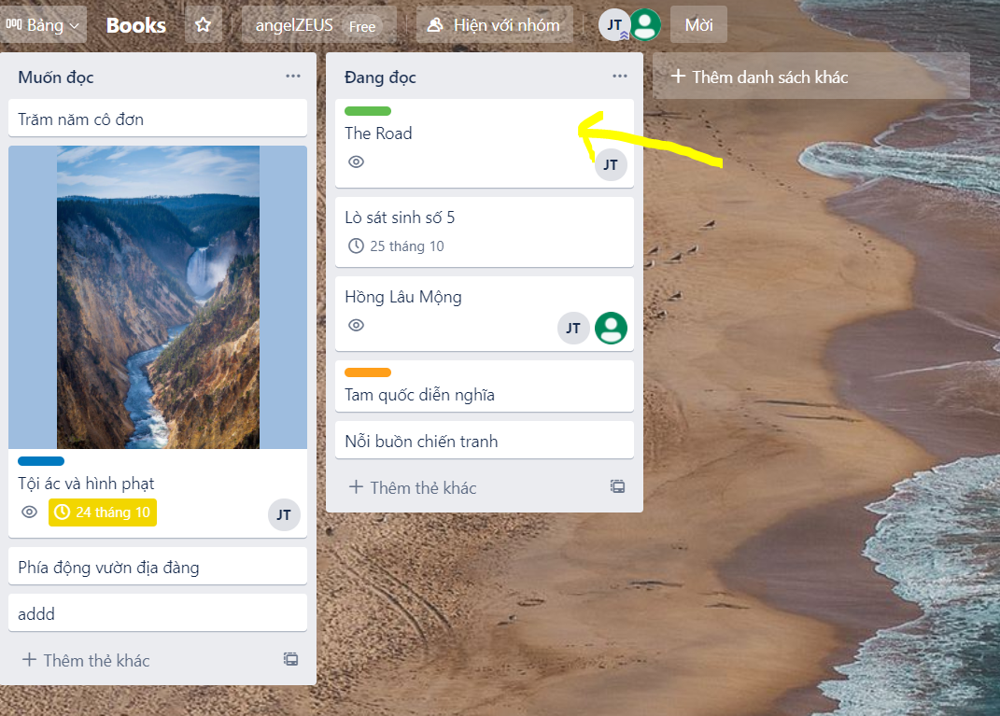 Bảng
Books
angelZEUS Free
Hiện với nhóm
JT
Mời
Muốn đọc
Trăm năm cô đơn
Tội ác và hình phạt
24 tháng 10
JT
Phía động vườn địa đàng
addd
Thêm thẻ khác
Đang đọc
The Road
JT
Lò sát sinh số 5
25 tháng 10
Hồng Lâu Mộng
JT
Tam quốc diễn nghĩa
Nỗi buồn chiến tranh
Thêm thẻ khác
Thêm danh sách khác